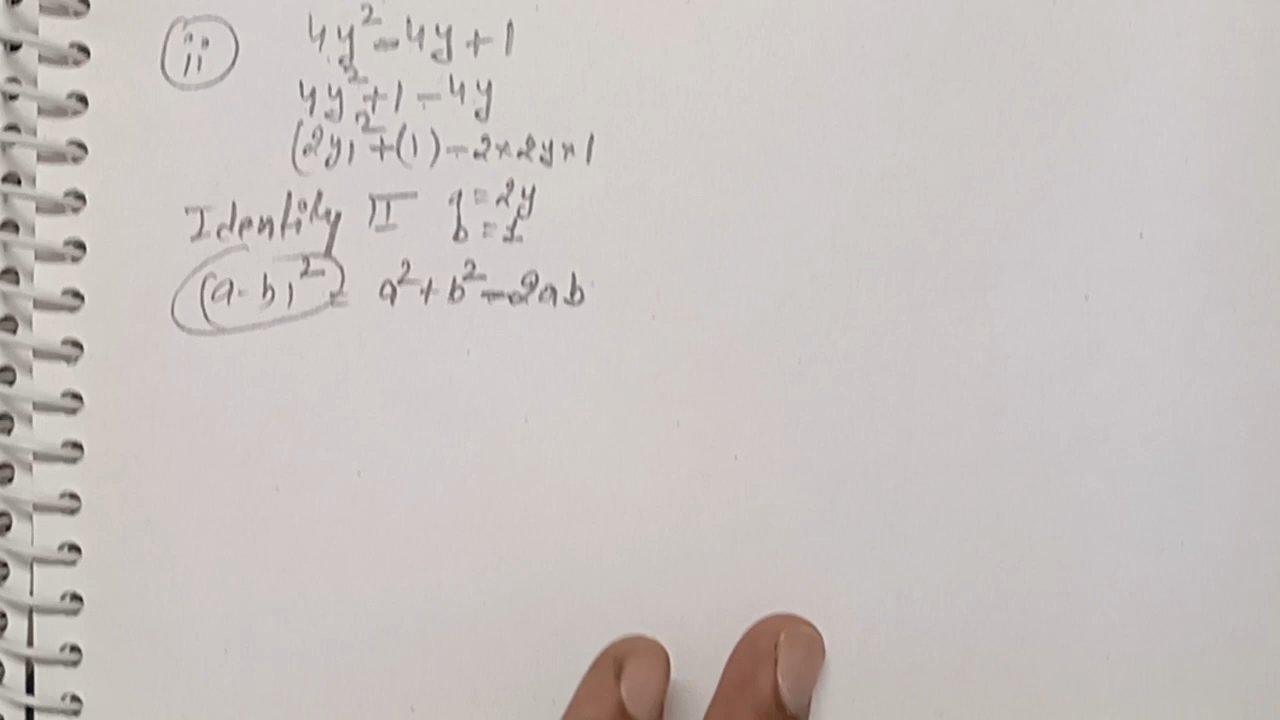 ii 4y²-4y+1
4y²+1-4y
(2y)²+(1)-2×2y×1
Identity II a=2y
b=1
(a-b)² = a²+b²-2ab